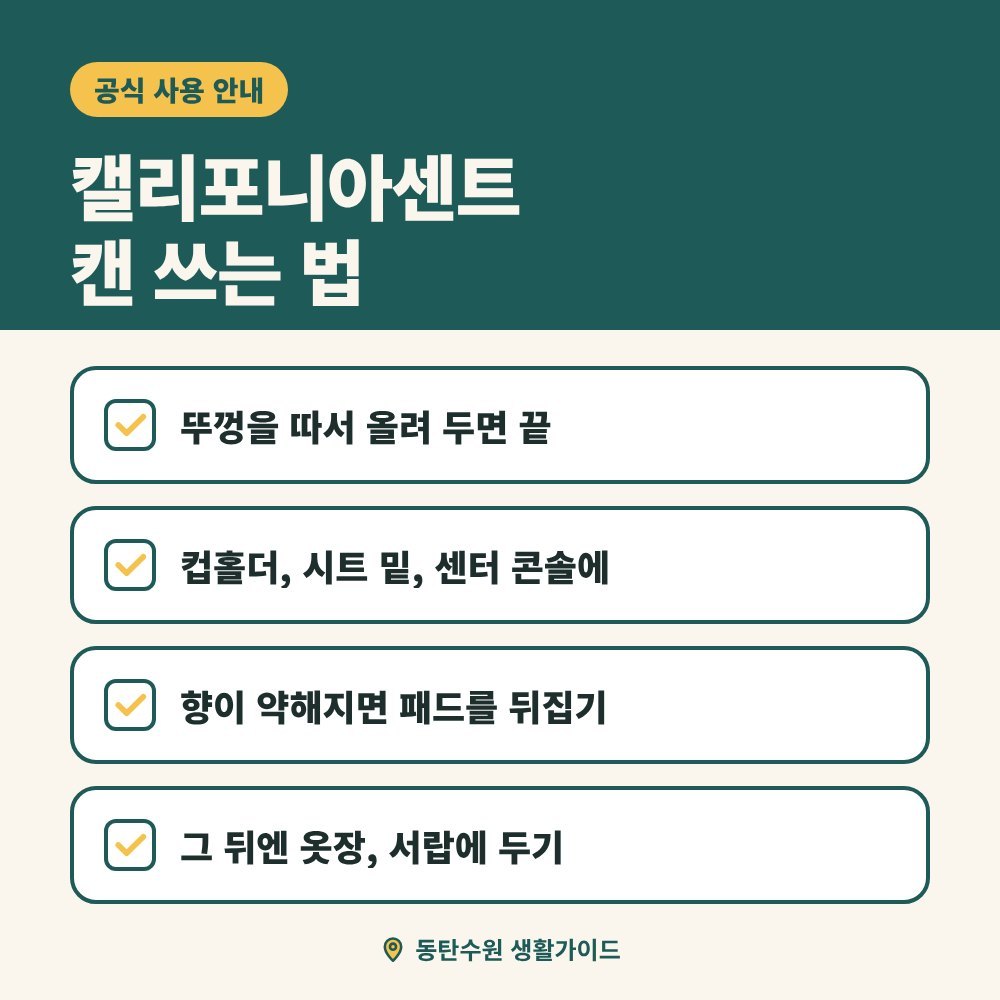 공식 사용 안내
캘리포니아센트
캔 쓰는 법
뚜껑을 따서 올려 두면 끝
컵홀더, 시트 밑, 센터 콘솔에
향이 약해지면 패드를 뒤집기
그 뒤엔 옷장, 서랍에 두기
동탄수원 생활가이드